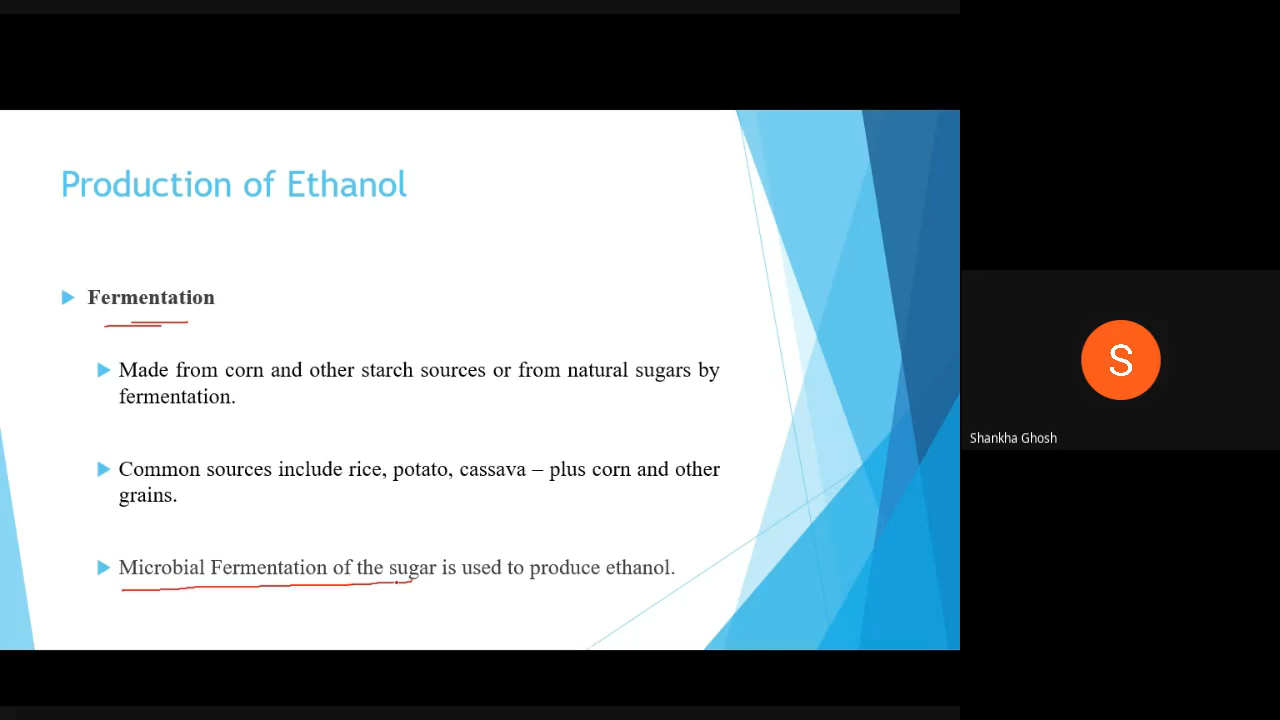 Production of Ethanol
Fermentation
Made from corn and other starch sources or from natural sugars by
fermentation.
Common sources include rice, potato, cassava – plus corn and other
grains.
Microbial Fermentation of the sugar is used to produce ethanol.
S
Shankha Ghosh